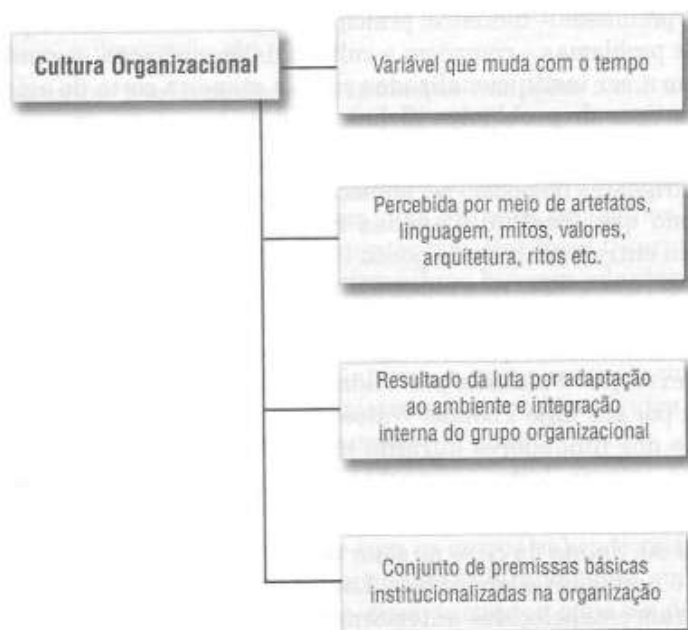 Cultura Organizacional
Variável que muda com o tempo
Percebida por meio de artefatos,
linguagem, mitos, valores,
arquitetura, ritos etc.
Resultado da luta por adaptação
ao ambiente e integração
interna do grupo organizacional
Conjunto de premissas básicas
institucionalizadas na organização